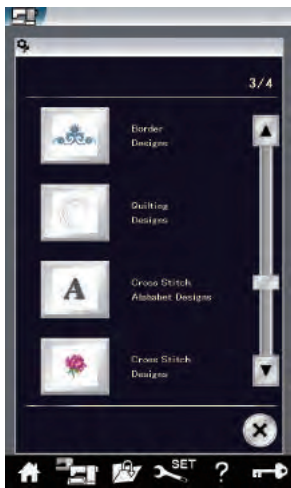 3/4
Border
Designs
Quilting
Designs
A
Cross Stitch
Alphabet Designs
Cross Stitch
Designs
SET
?